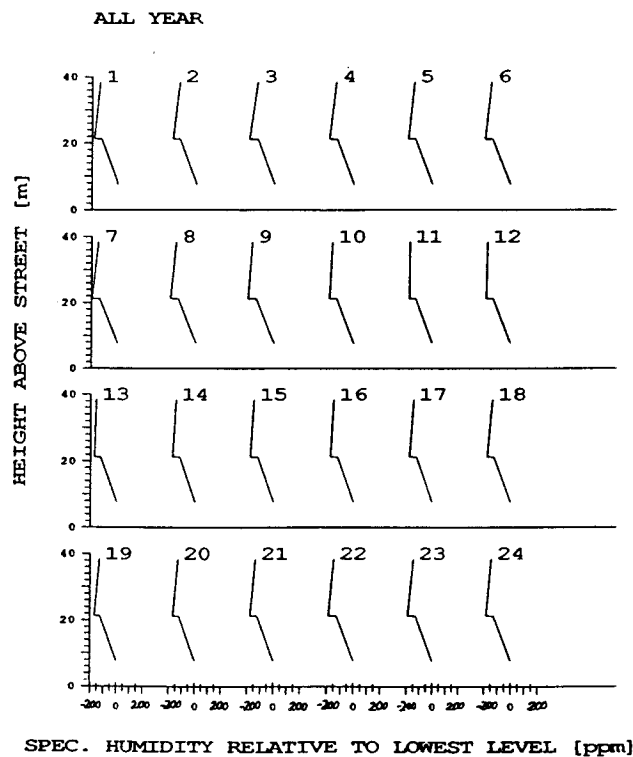 ALL YEAR
HEIGHT ABOVE STREET [m]
40 1 2 3 4 5 6
20
0
40 7 8 9 10 11 12
20
0
40 13 14 15 16 17 18
20
0
40 19 20 21 22 23 24
20
0
-200 0 200 -200 0 200 -200 0 200 -200 0 200 -200 0 200 -200 0 200
SPEC. HUMIDITY RELATIVE TO LOWEST LEVEL [ppm]